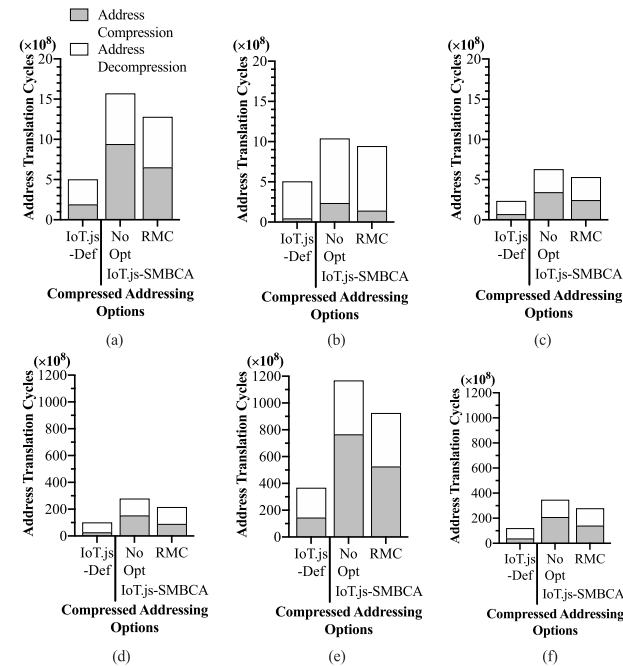 Address
Compression
Address
Decompression
(×10⁸)
Address Translation Cycles
20
15
10
5
0
IoT.js
-Def
No
Opt
RMC
IoT.js-SMBCA
Compressed Addressing
Options
(a)
(×10⁸)
Address Translation Cycles
20
15
10
5
0
IoT.js
-Def
No
Opt
RMC
IoT.js-SMBCA
Compressed Addressing
Options
(b)
(×10⁸)
Address Translation Cycles
20
15
10
5
0
IoT.js
-Def
No
Opt
RMC
IoT.js-SMBCA
Compressed Addressing
Options
(c)
(×10⁸)
Address Translation Cycles
1200
1000
800
600
400
200
0
IoT.js
-Def
No
Opt
RMC
IoT.js-SMBCA
Compressed Addressing
Options
(d)
(×10⁸)
Address Translation Cycles
1200
1000
800
600
400
200
0
IoT.js
-Def
No
Opt
RMC
IoT.js-SMBCA
Compressed Addressing
Options
(e)
(×10⁸)
Address Translation Cycles
1200
1000
800
600
400
200
0
IoT.js
-Def
No
Opt
RMC
IoT.js-SMBCA
Compressed Addressing
Options
(f)